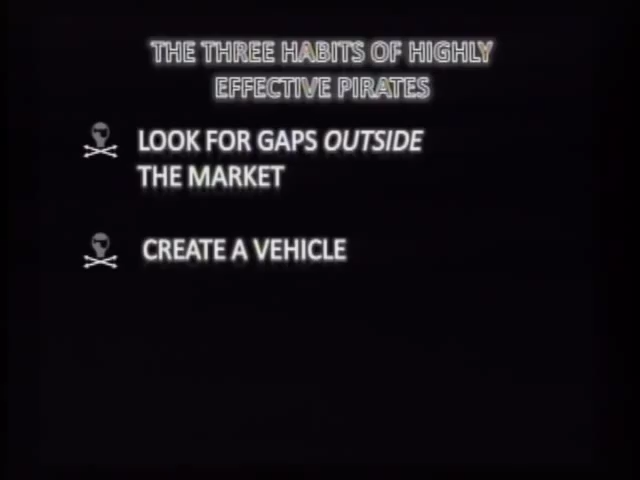 THE THREE HABITS OF HIGHLY
EFFECTIVE PIRATES
LOOK FOR GAPS OUTSIDE
THE MARKET
CREATE A VEHICLE